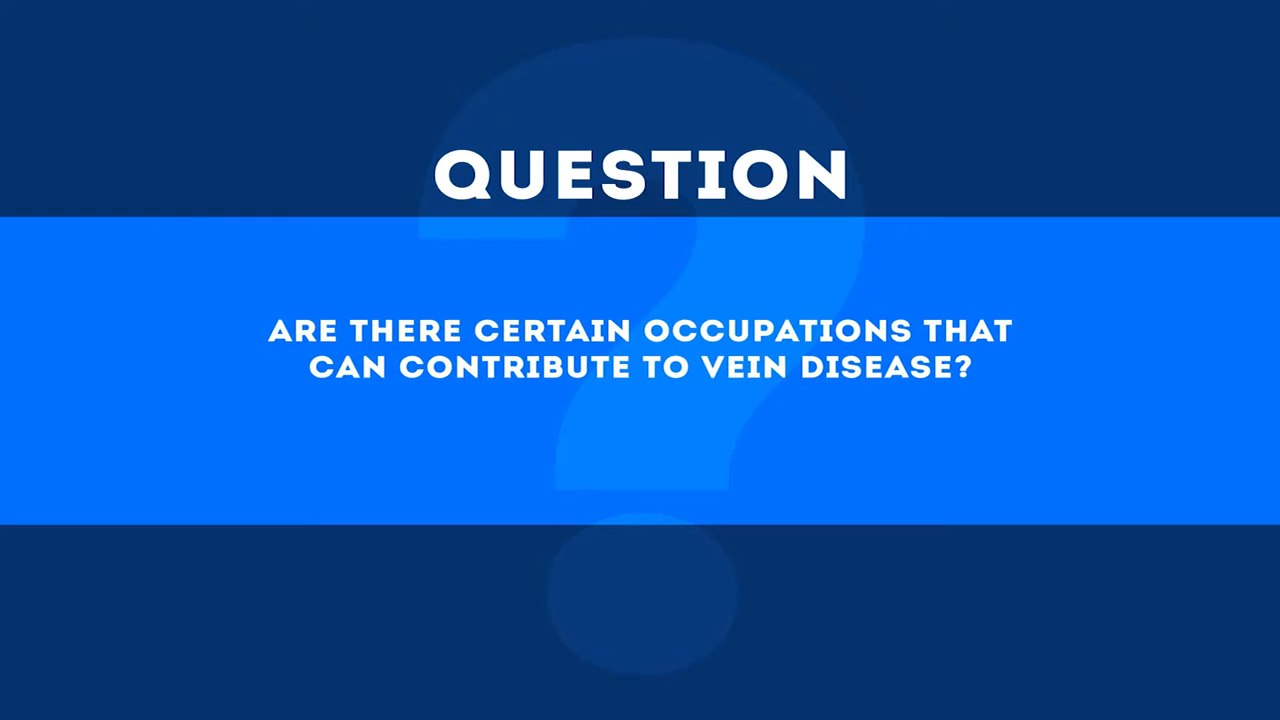 QUESTION
ARE THERE CERTAIN OCCUPATIONS THAT
CAN CONTRIBUTE TO VEIN DISEASE?